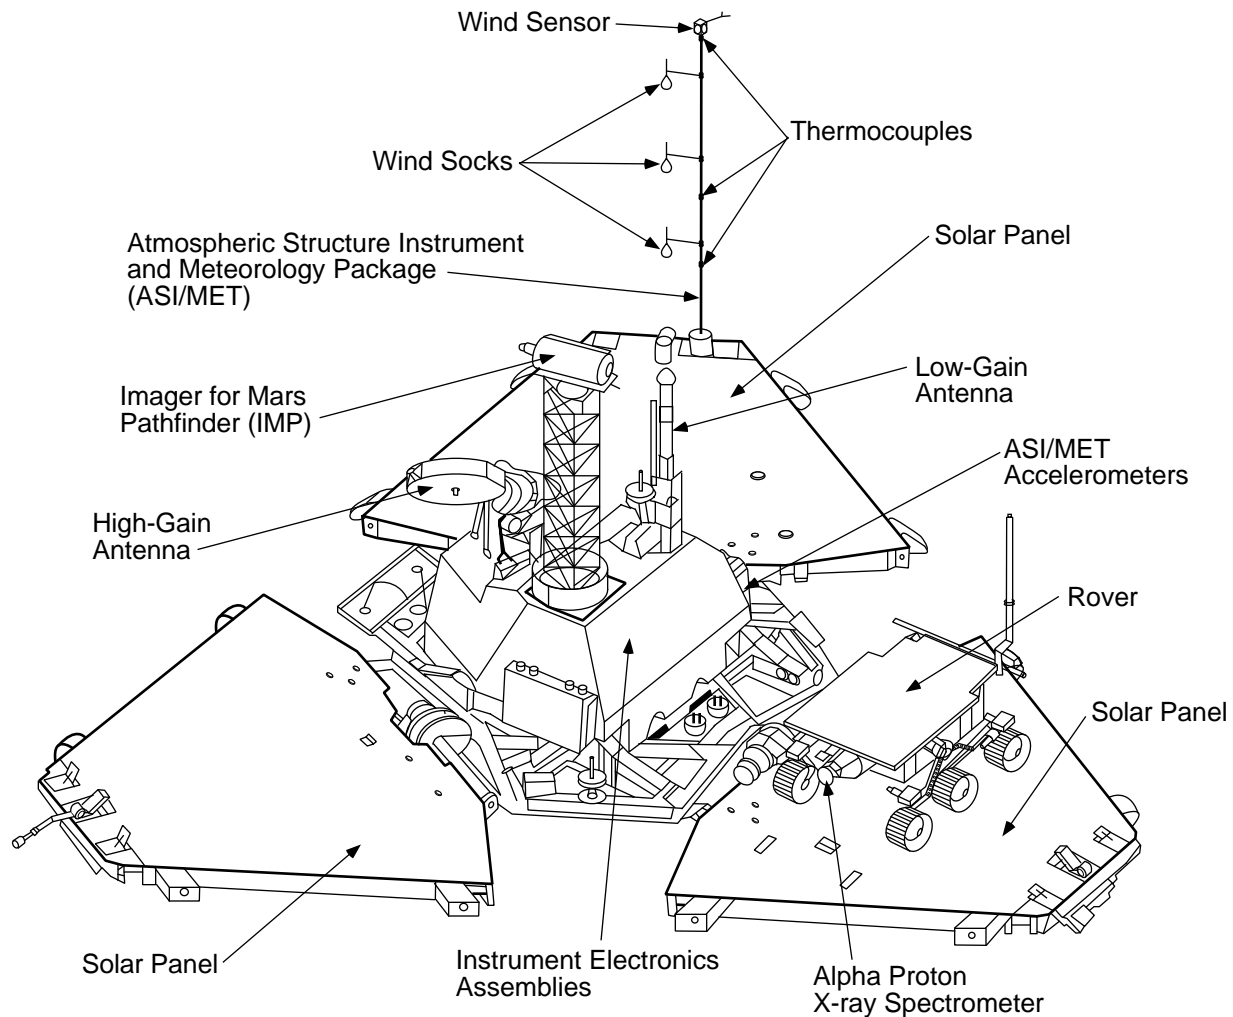 Wind Sensor
Thermocouples
Wind Socks
Solar Panel
Atmospheric Structure Instrument
and Meteorology Package
(ASI/MET)
Low-Gain
Antenna
Imager for Mars
Pathfinder (IMP)
ASI/MET
Accelerometers
High-Gain
Antenna
Rover
Solar Panel
Solar Panel
Instrument Electronics
Assemblies
Alpha Proton
X-ray Spectrometer